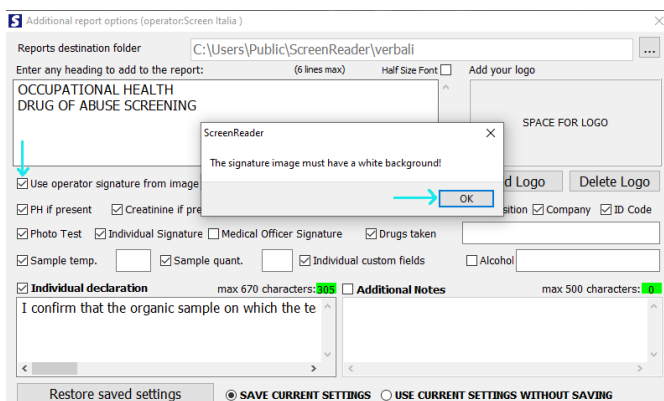 Additional report options (operator:Screen Italia )
Reports destination folder
C:\Users\Public\ScreenReader\verbali
...
Enter any heading to add to the report:
(6 lines max)
Half Size Font
Add your logo
OCCUPATIONAL HEALTH
DRUG OF ABUSE SCREENING
SPACE FOR LOGO
ScreenReader
The signature image must have a white background!
OK
Use operator signature from image
d Logo
Delete Logo
PH if present
Creatinine if pre
sition
Company
ID Code
Photo Test
Individual Signature
Medical Officer Signature
Drugs taken
Sample temp.
Sample quant.
Individual custom fields
Alcohol
Individual declaration
max 670 characters:
305
Additional Notes
max 500 characters:
0
I confirm that the organic sample on which the te
Restore saved settings
SAVE CURRENT SETTINGS
USE CURRENT SETTINGS WITHOUT SAVING